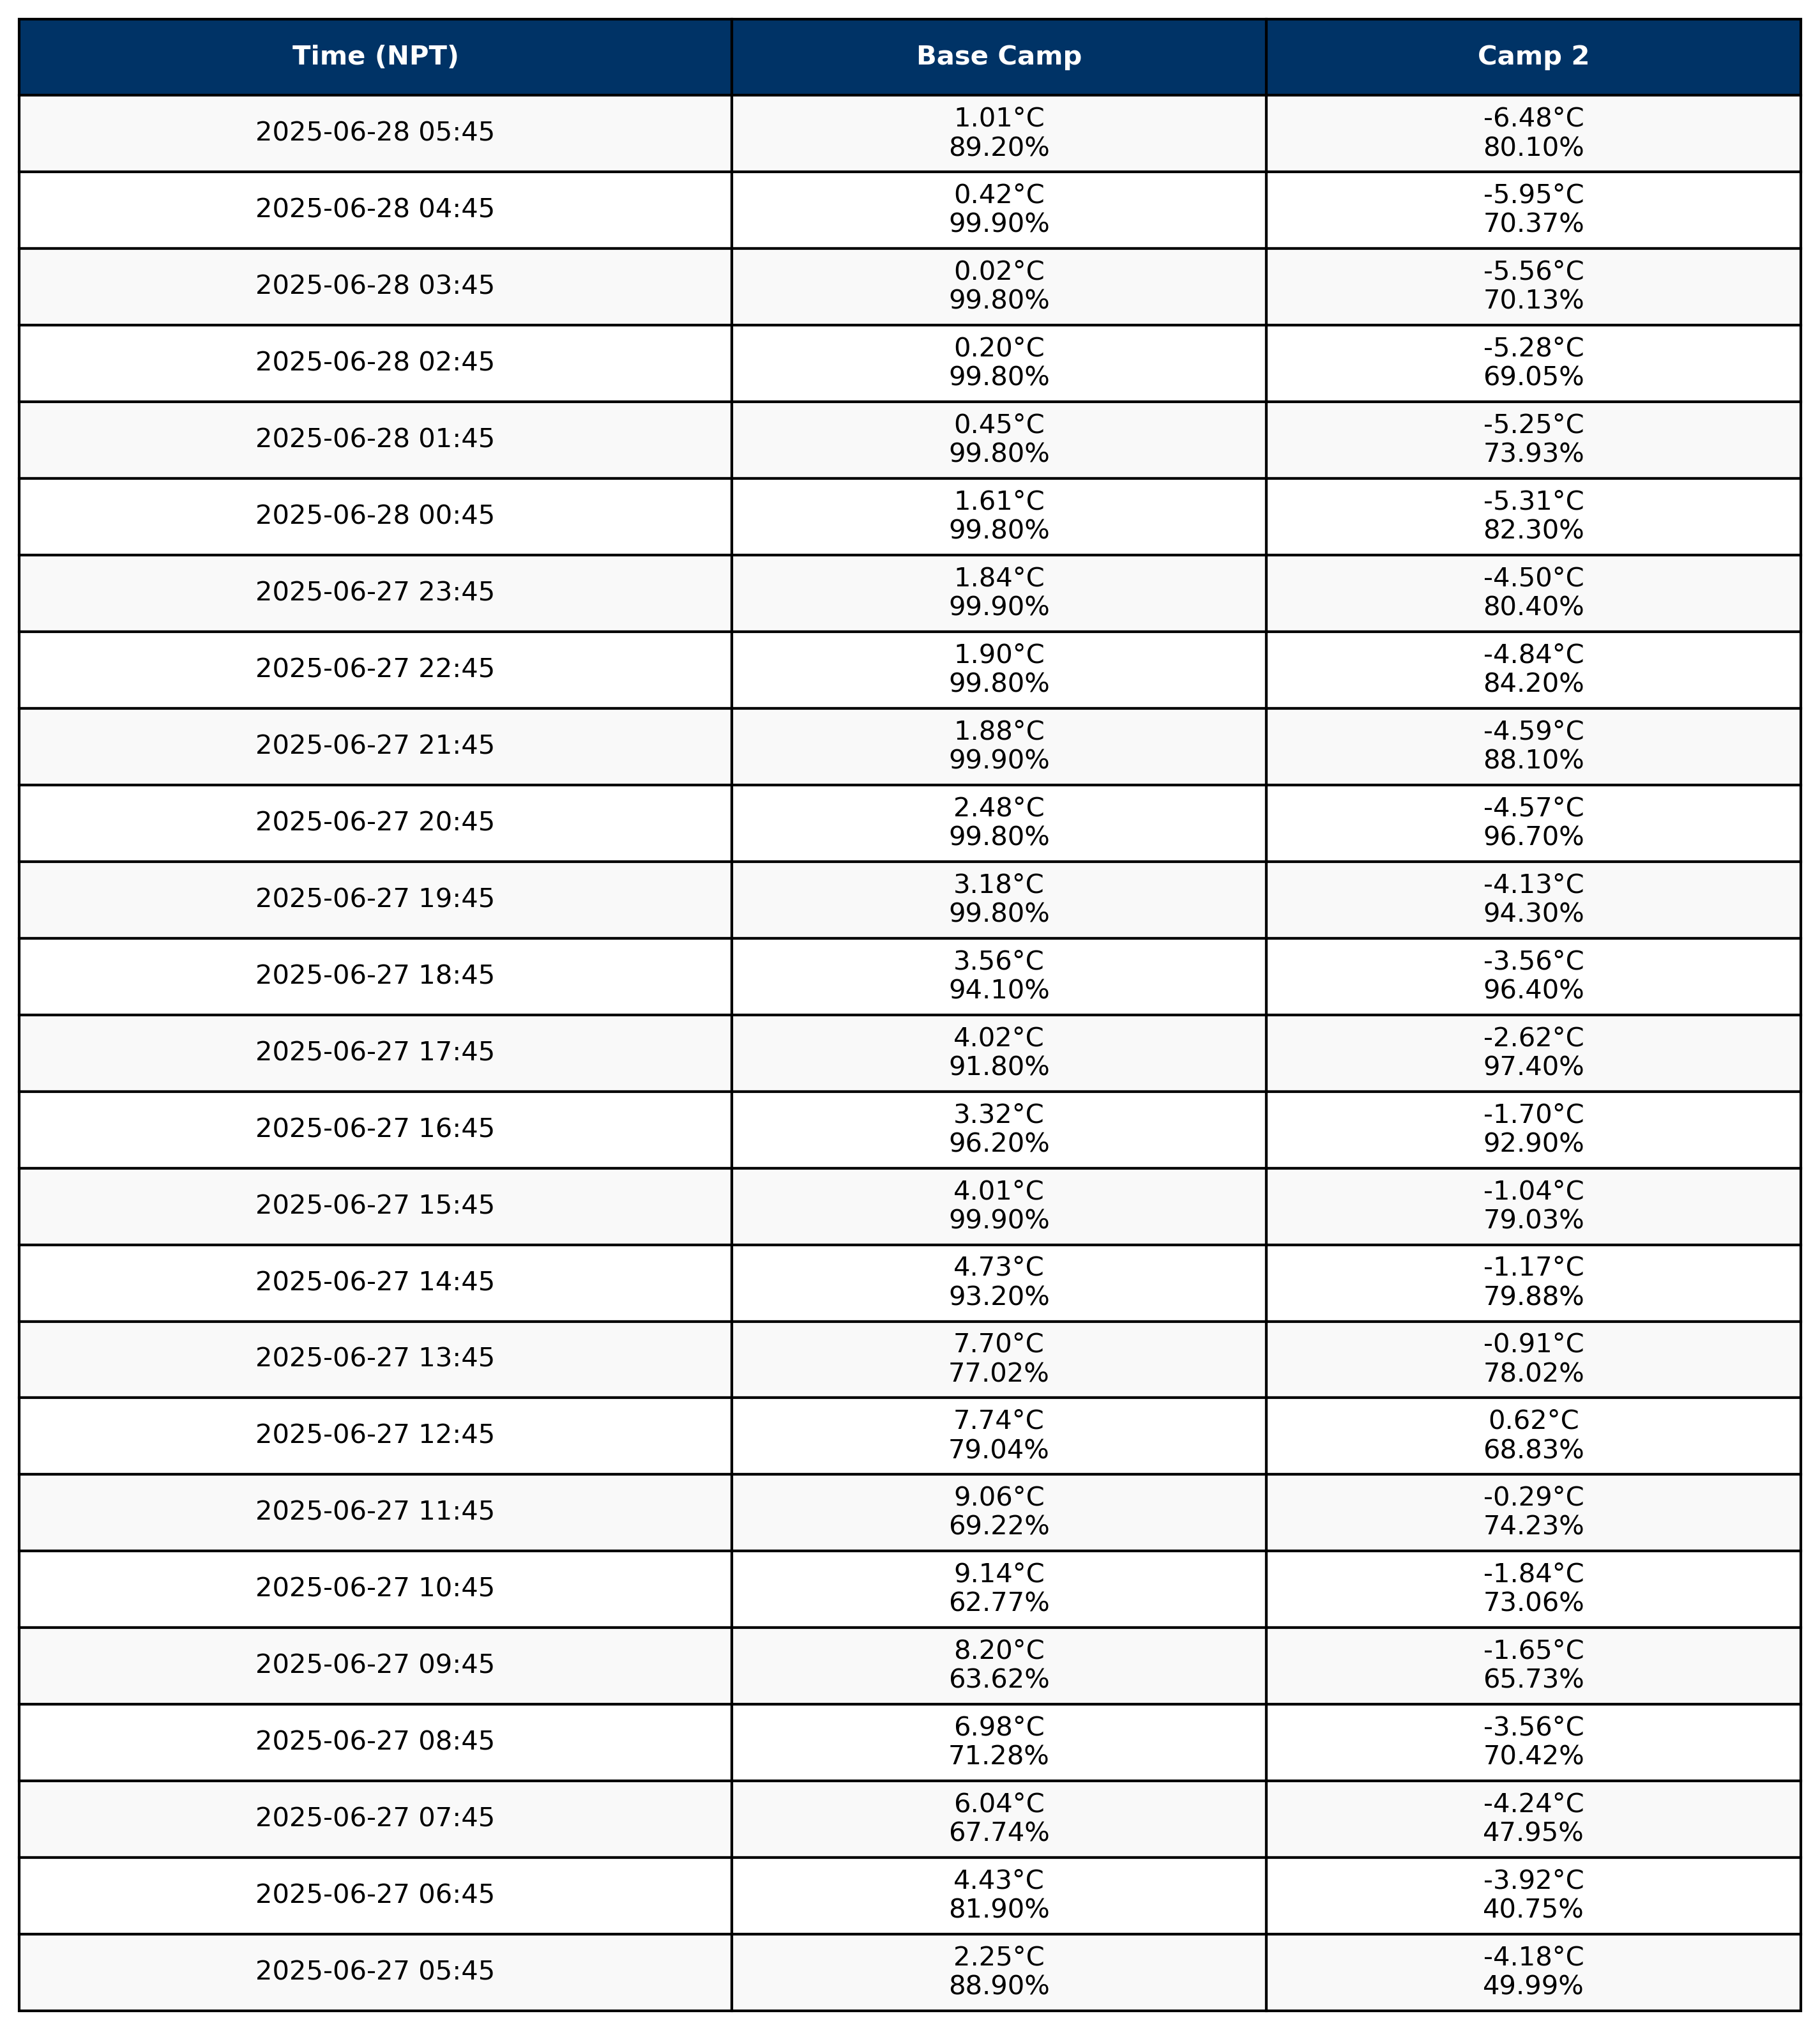 Time (NPT) Base Camp Camp 2
2025-06-28 05:45
1.01°C
89.20%
-6.48°C
80.10%
2025-06-28 04:45
0.42°C
99.90%
-5.95°C
70.37%
2025-06-28 03:45
0.02°C
99.80%
-5.56°C
70.13%
2025-06-28 02:45
0.20°C
99.80%
-5.28°C
69.05%
2025-06-28 01:45
0.45°C
99.80%
-5.25°C
73.93%
2025-06-28 00:45
1.61°C
99.80%
-5.31°C
82.30%
2025-06-27 23:45
1.84°C
99.90%
-4.50°C
80.40%
2025-06-27 22:45
1.90°C
99.80%
-4.84°C
84.20%
2025-06-27 21:45
1.88°C
99.90%
-4.59°C
88.10%
2025-06-27 20:45
2.48°C
99.80%
-4.57°C
96.70%
2025-06-27 19:45
3.18°C
99.80%
-4.13°C
94.30%
2025-06-27 18:45
3.56°C
94.10%
-3.56°C
96.40%
2025-06-27 17:45
4.02°C
91.80%
-2.62°C
97.40%
2025-06-27 16:45
3.32°C
96.20%
-1.70°C
92.90%
2025-06-27 15:45
4.01°C
99.90%
-1.04°C
79.03%
2025-06-27 14:45
4.73°C
93.20%
-1.17°C
79.88%
2025-06-27 13:45
7.70°C
77.02%
-0.91°C
78.02%
2025-06-27 12:45
7.74°C
79.04%
0.62°C
68.83%
2025-06-27 11:45
9.06°C
69.22%
-0.29°C
74.23%
2025-06-27 10:45
9.14°C
62.77%
-1.84°C
73.06%
2025-06-27 09:45
8.20°C
63.62%
-1.65°C
65.73%
2025-06-27 08:45
6.98°C
71.28%
-3.56°C
70.42%
2025-06-27 07:45
6.04°C
67.74%
-4.24°C
47.95%
2025-06-27 06:45
4.43°C
81.90%
-3.92°C
40.75%
2025-06-27 05:45
2.25°C
88.90%
-4.18°C
49.99%